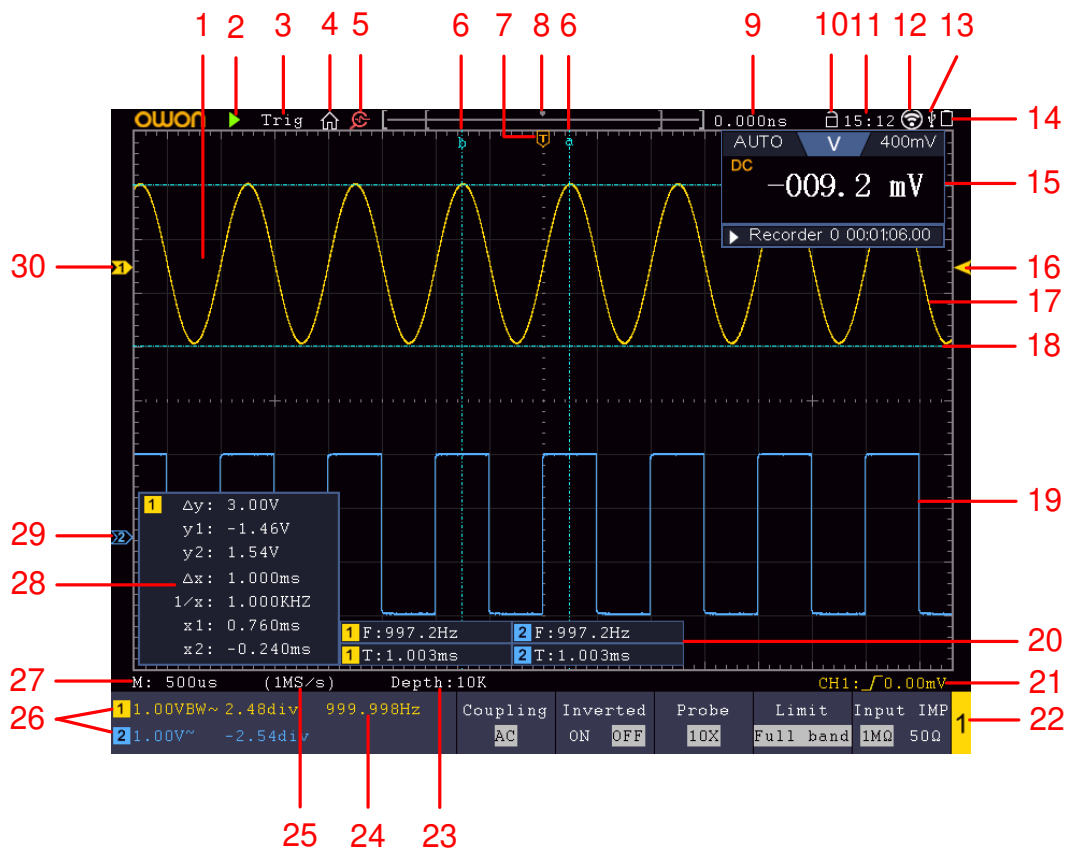 1 2 3 4 5 6 7 8 6 9 10 11 12 13
OWON Trig 0.000ns 15:12
14
T
b a
AUTO V 400mV
DC
-009.2 mV
15
Recorder 0 00:01:06.00
30 1 16
17
18
19
1 Δy: 3.00V
y1: -1.46V
29 2
y2: 1.54V
28 Δx: 1.000ms
1/x: 1.000KHZ
x1: 0.760ms
x2: -0.240ms
1 F:997.2Hz 2 F:997.2Hz
20
1 T:1.003ms 2 T:1.003ms
27 M: 500us (1MS/s) Depth:10K CH1: 0.00mV 21
26 1 1.00VBW~ 2.48div 999.998Hz Coupling Inverted Probe Limit Input IMP 1 22
2 1.00V~ -2.54div AC ON OFF 10X Full band 1MΩ 50Ω
25 24 23